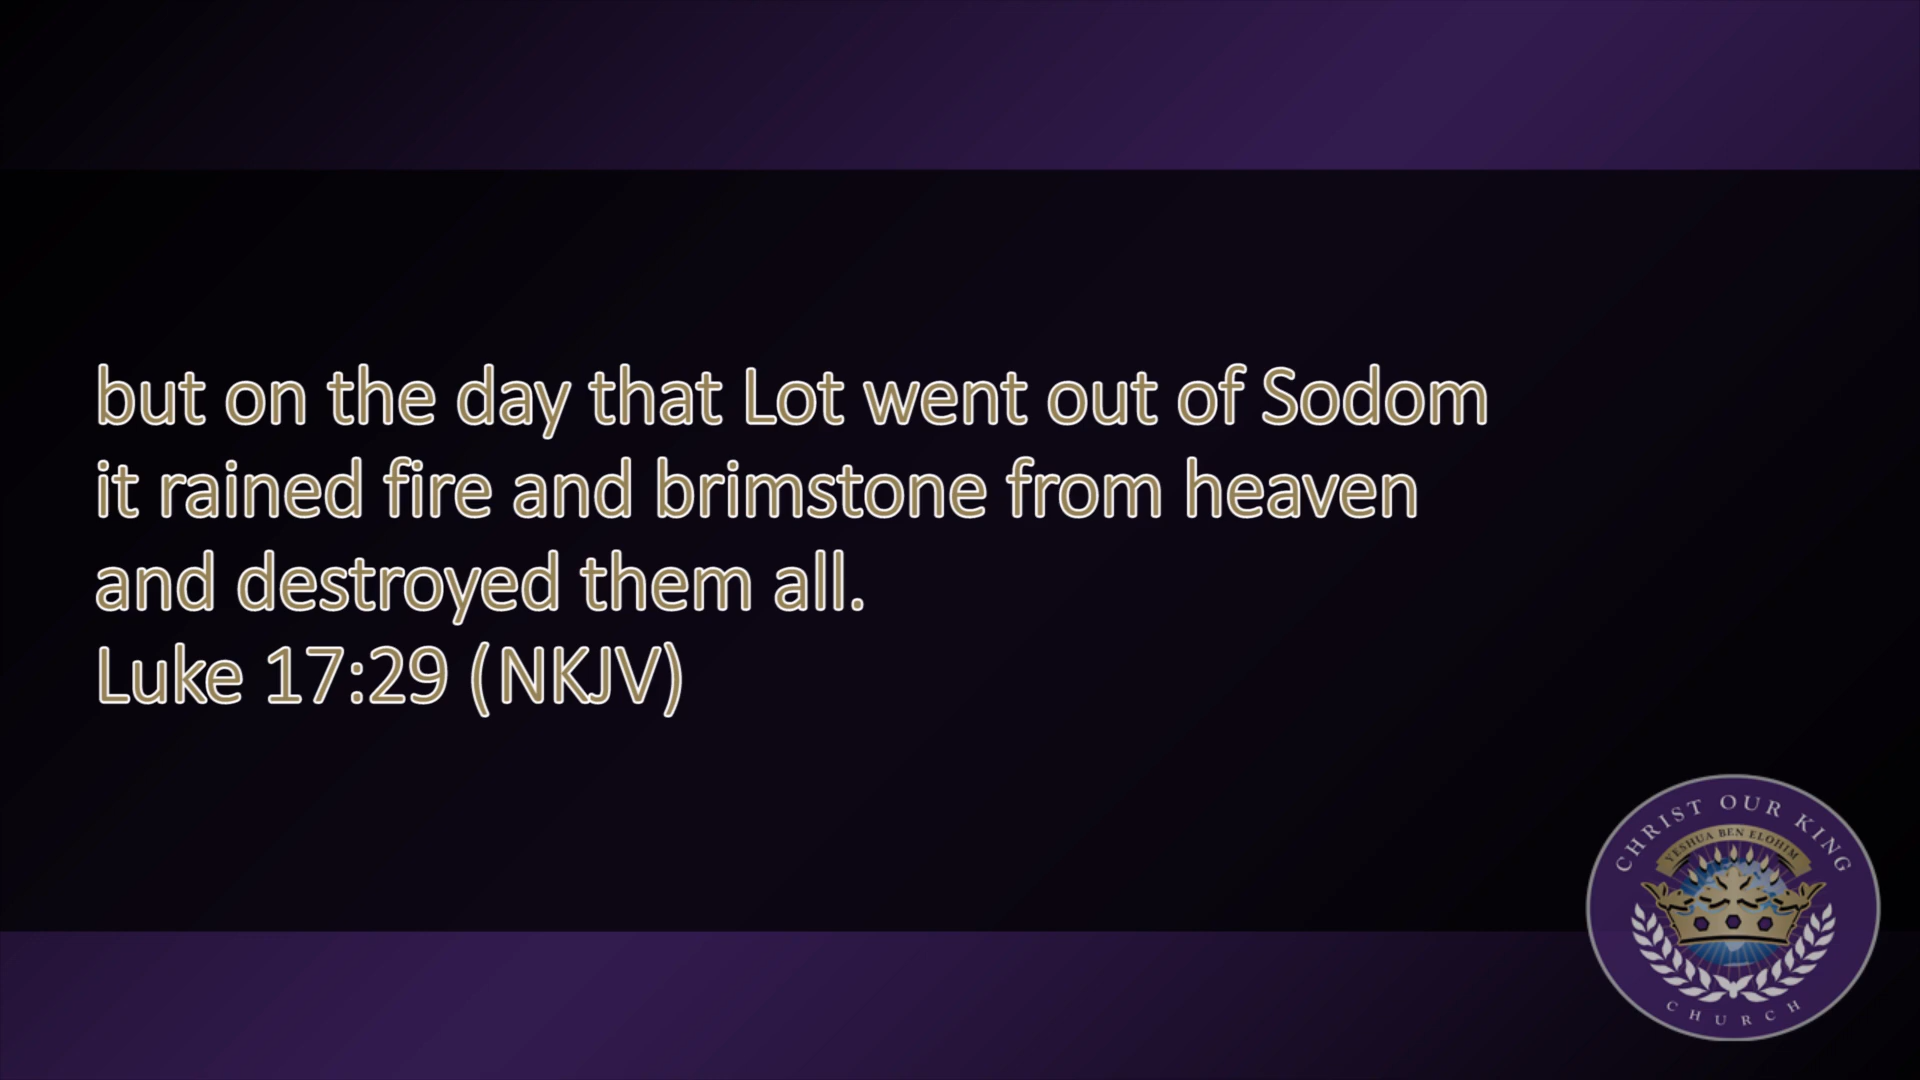 but on the day that Lot went out of Sodom
it rained fire and brimstone from heaven
and destroyed them all.
Luke 17:29 (NKJV)
CHRIST OUR KING
YESHUA BEN ELOHIM
CHURCH